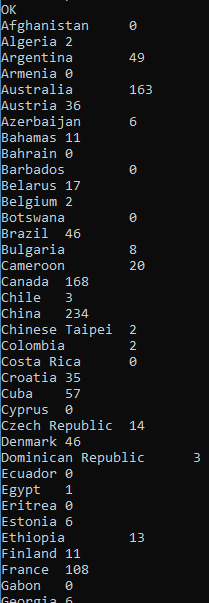 OK
Afghanistan 0
Algeria 2
Argentina 49
Armenia 0
Australia 163
Austria 36
Azerbaijan 6
Bahamas 11
Bahrain 0
Barbados 0
Belarus 17
Belgium 2
Botswana 0
Brazil 46
Bulgaria 8
Cameroon 20
Canada 168
Chile 3
China 234
Chinese Taipei 2
Colombia 2
Costa Rica 0
Croatia 35
Cuba 57
Cyprus 0
Czech Republic 14
Denmark 46
Dominican Republic 3
Ecuador 0
Egypt 1
Eritrea 0
Estonia 6
Ethiopia 13
Finland 11
France 108
Gabon 0
Georgia 6